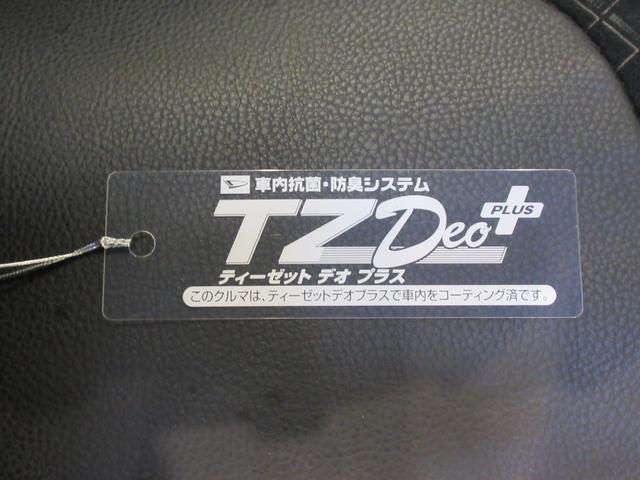 車内抗菌・防臭システム
TZ Deo PLUS
ティーゼット デオ プラス
このクルマは、ティーゼットデオプラスで車内をコーティング済です。